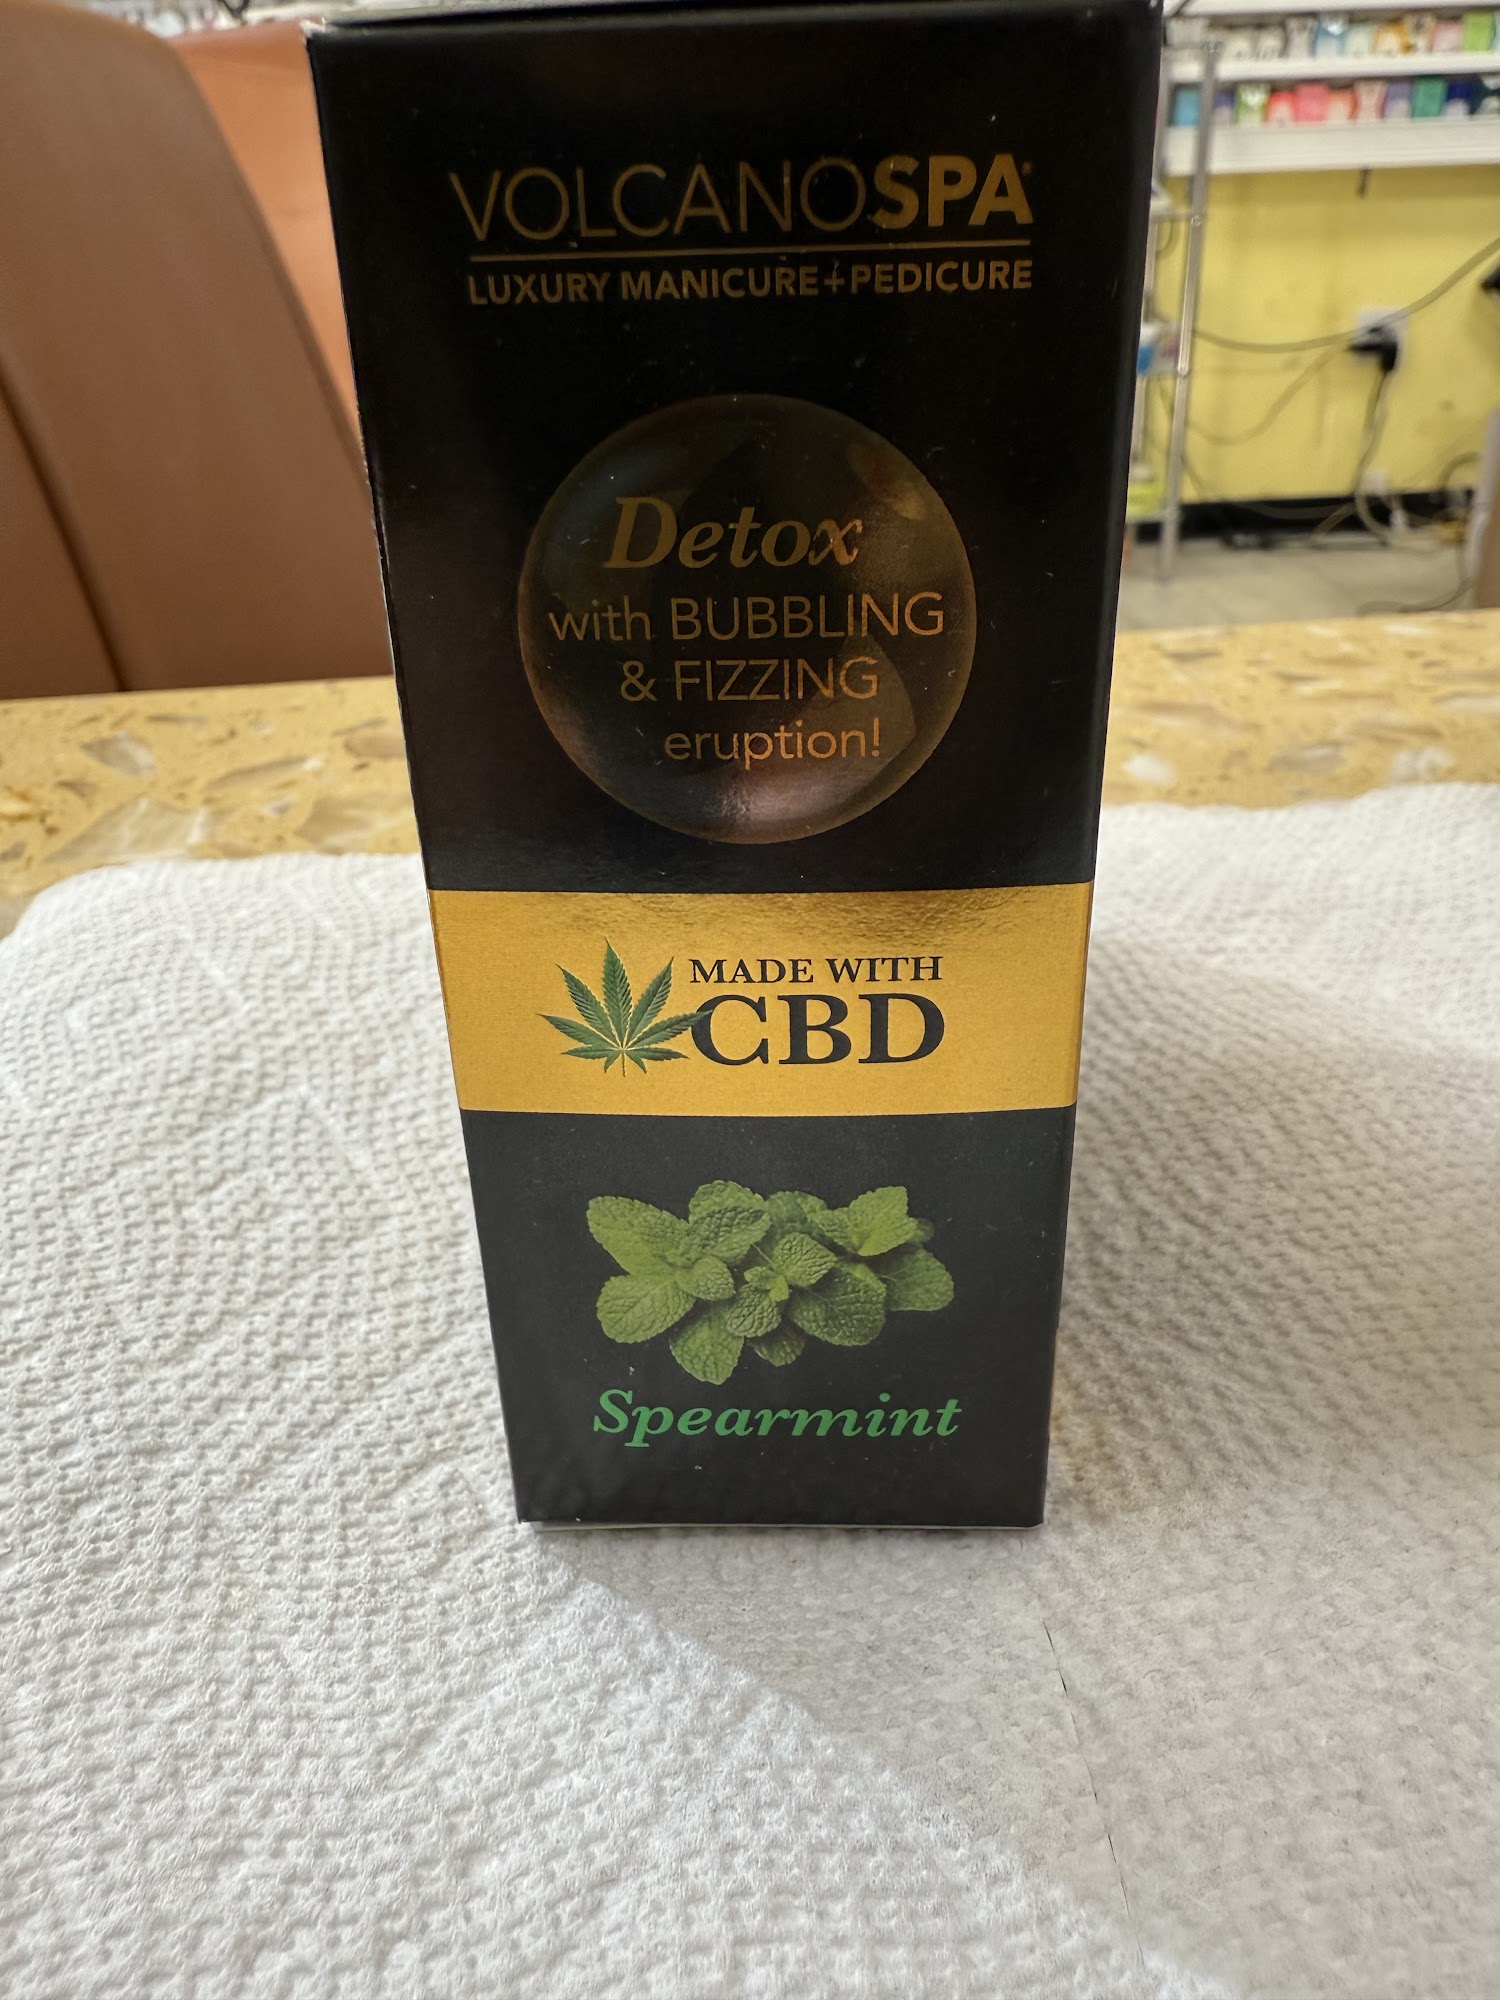 VOLCANOSPA
LUXURY MANICURE+PEDICURE
Detox
with BUBBLING
& FIZZING
eruption!
MADE WITH
CBD
Spearmint